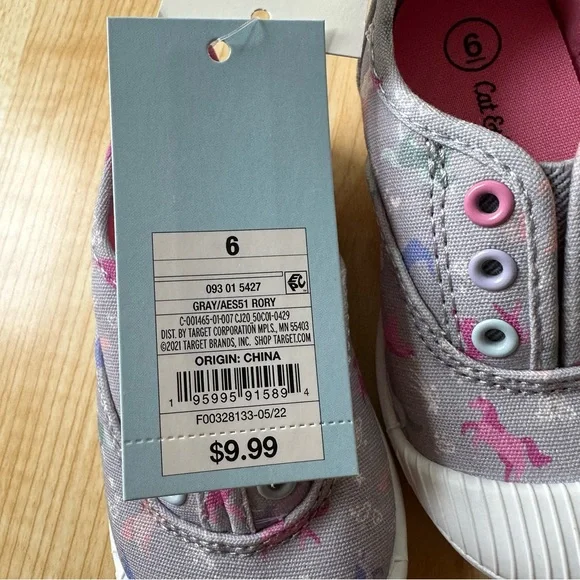 6
093 01 5427
GRAY/AES51 RORY
C-001465-01-007 CJ20_50C01-0429
DIST. BY TARGET CORPORATION MPLS., MN 55403
©2021 TARGET BRANDS, INC. SHOP TARGET.COM
ORIGIN: CHINA
1 95995 91589 4
F00328133-05/22
$9.99
6
Cat &